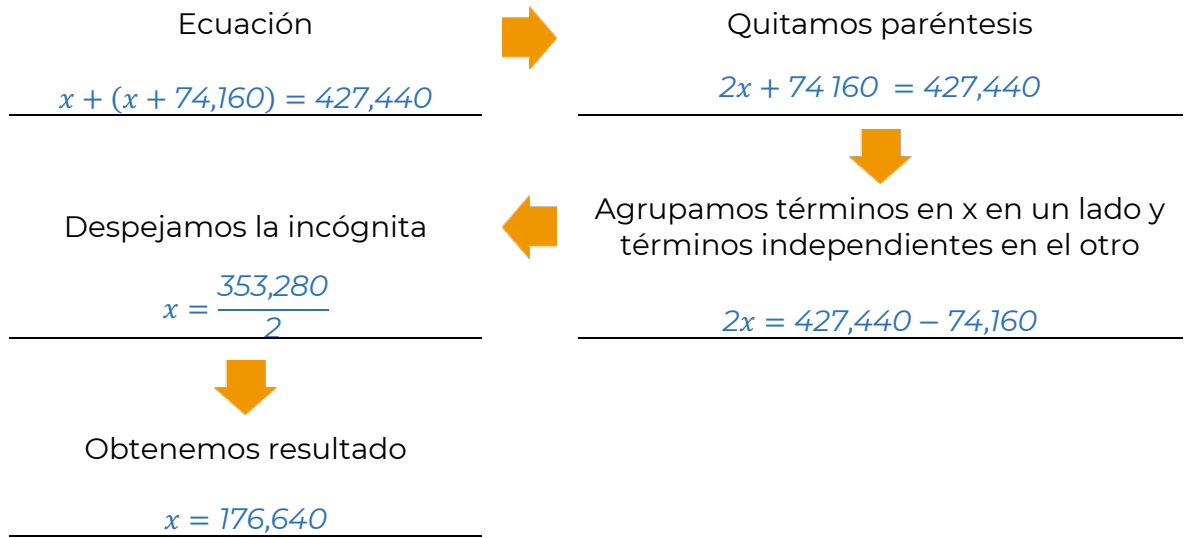 Ecuación
x + (x + 74,160) = 427,440
Quitamos paréntesis
2x + 74 160 = 427,440
Agrupamos términos en x en un lado y
términos independientes en el otro
2x = 427,440 − 74,160
Despejamos la incógnita
x = 353,280
2
Obtenemos resultado
x = 176,640